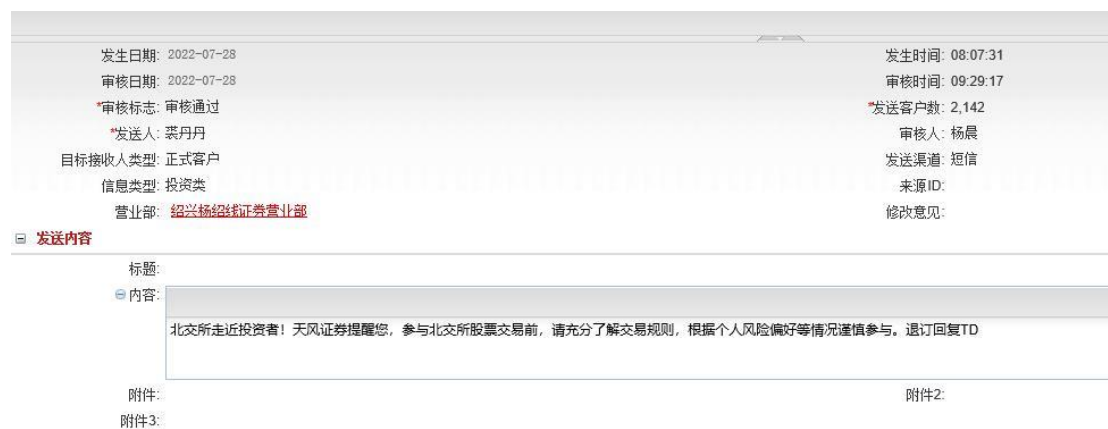 发生日期: 2022-07-28 发生时间: 08:07:31
审核日期: 2022-07-28 审核时间: 09:29:17
*审核标志: 审核通过 *发送客户数: 2,142
*发送人: 裘丹丹 审核人: 杨晨
目标接收人类型: 正式客户 发送渠道: 短信
信息类型: 投资类 来源ID:
营业部: 绍兴杨绍线证券营业部 修改意见:
发送内容
标题:
内容:
北交所走近投资者！天风证券提醒您，参与北交所股票交易前，请充分了解交易规则，根据个人风险偏好等情况谨慎参与。退订回复TD
附件: 附件2:
附件3: